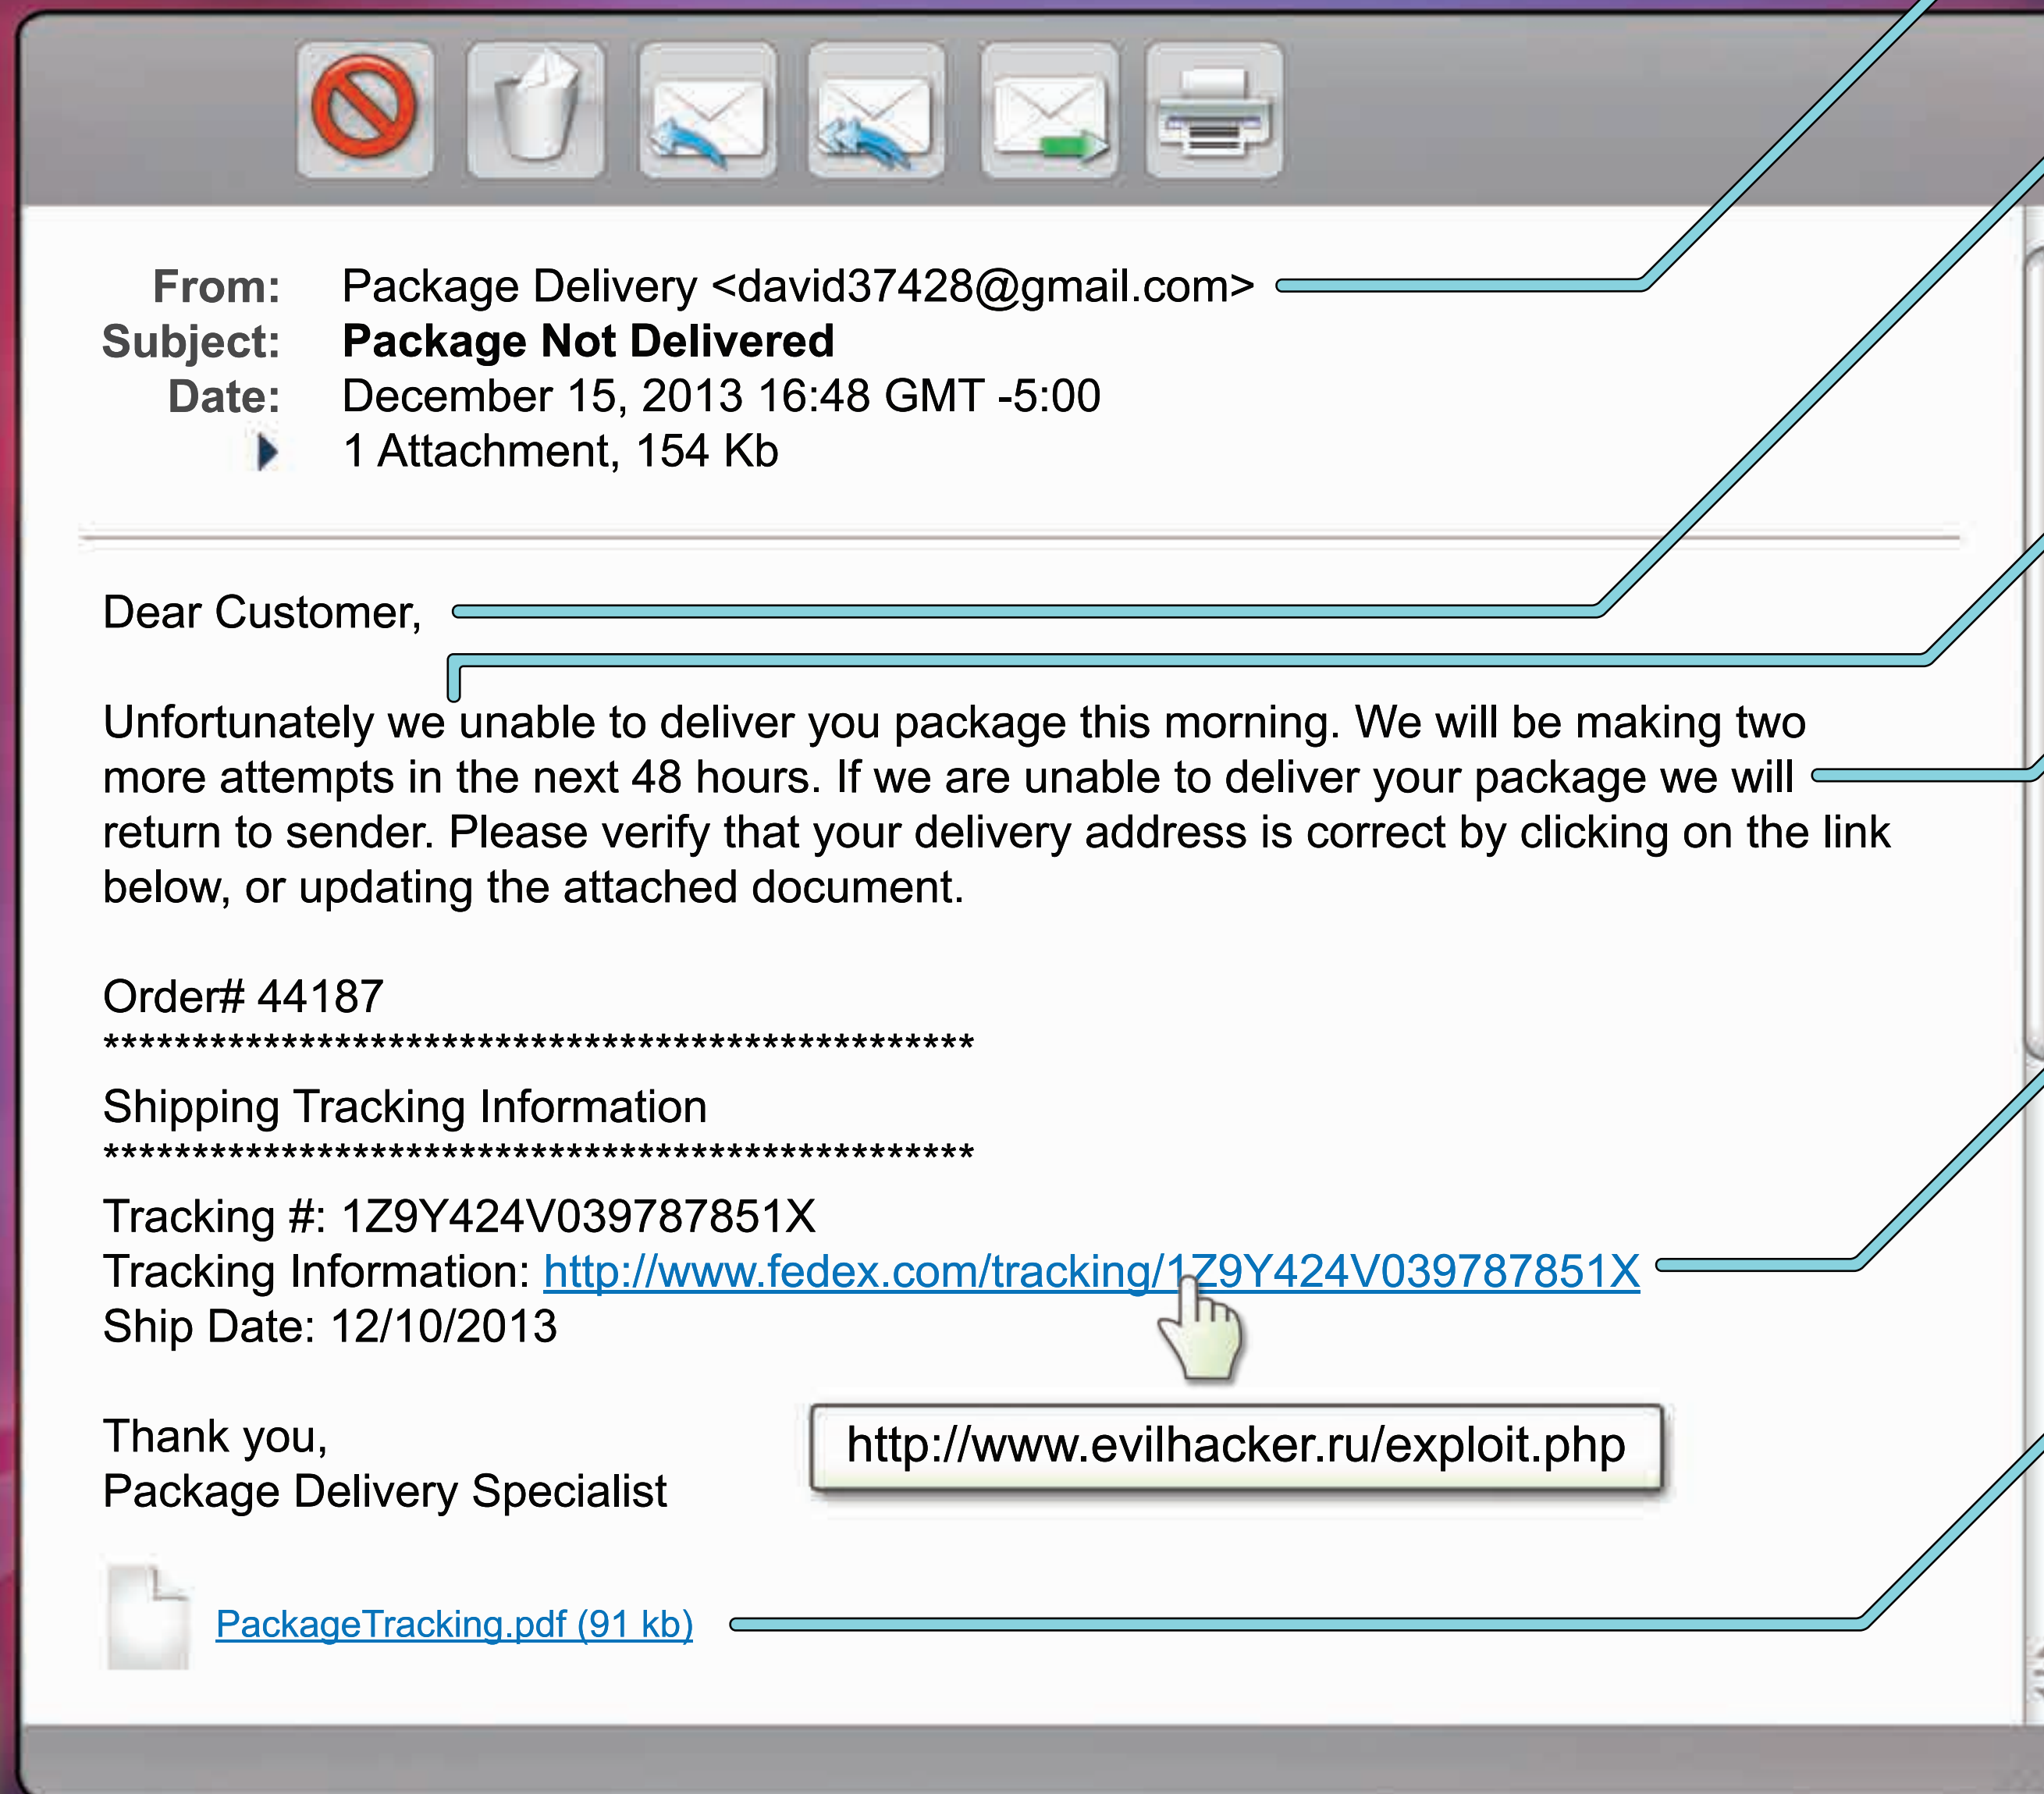 From: Package Delivery <david37428@gmail.com>
Subject: Package Not Delivered
Date: December 15, 2013 16:48 GMT -5:00
1 Attachment, 154 Kb
Dear Customer,
Unfortunately we unable to deliver you package this morning. We will be making two
more attempts in the next 48 hours. If we are unable to deliver your package we will
return to sender. Please verify that your delivery address is correct by clicking on the link
below, or updating the attached document.
Order# 44187
************************************************
Shipping Tracking Information
************************************************
Tracking #: 1Z9Y424V039787851X
Tracking Information: http://www.fedex.com/tracking/1Z9Y424V039787851X
Ship Date: 12/10/2013
http://www.evilhacker.ru/exploit.php
Thank you,
Package Delivery Specialist
PackageTracking.pdf (91 kb)